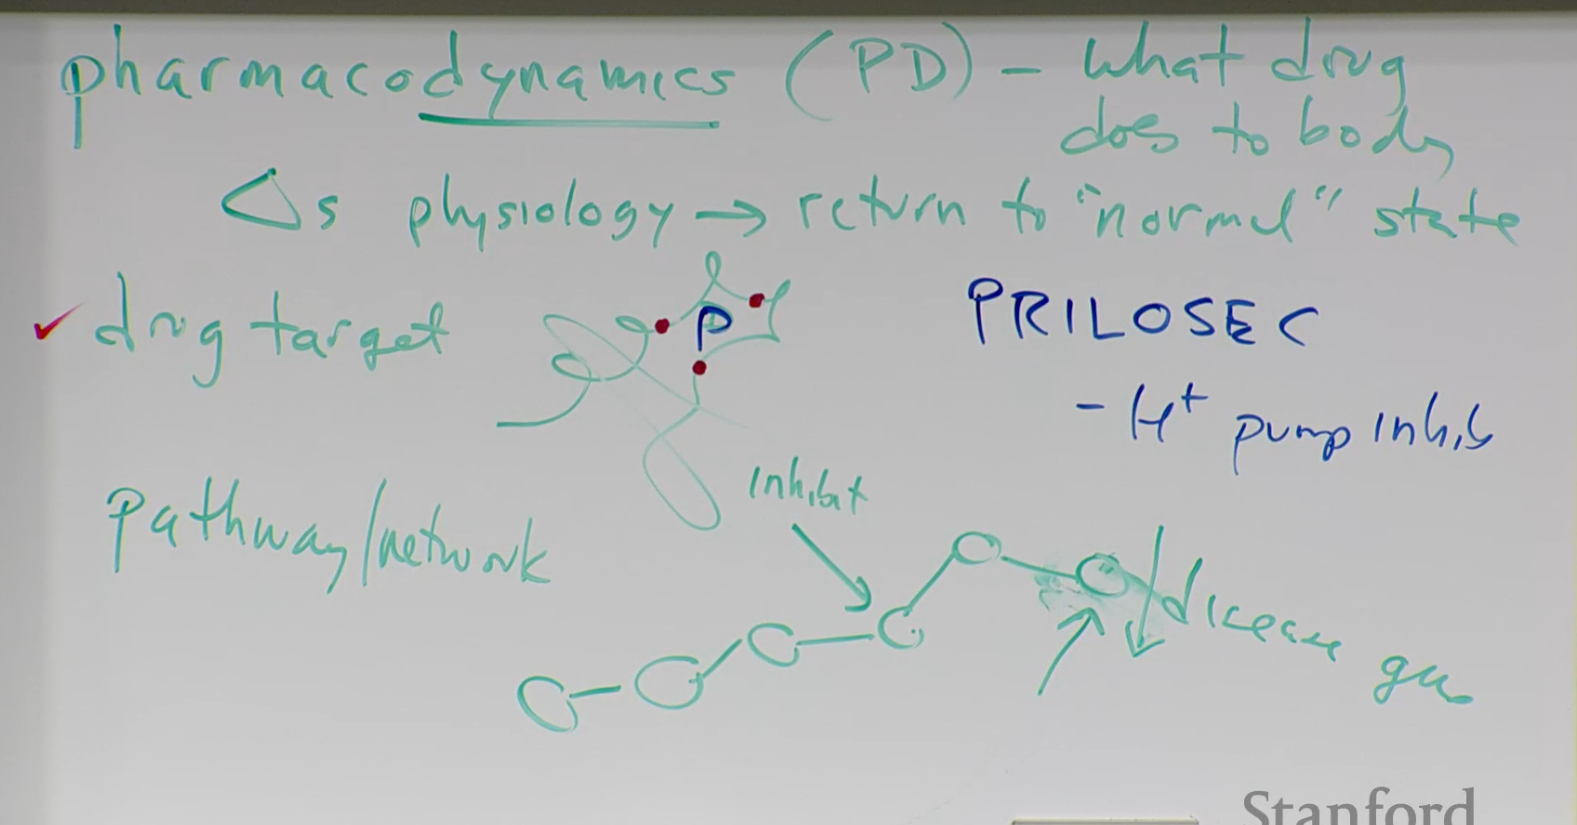 pharmacodynamics (PD) - what drug
does to body
Δs physiology → return to "normal" state
✓ drug target
P
PRILOSEC
- H⁺ pump inhib
pathway/network
inhibit
disease gene
Stanford